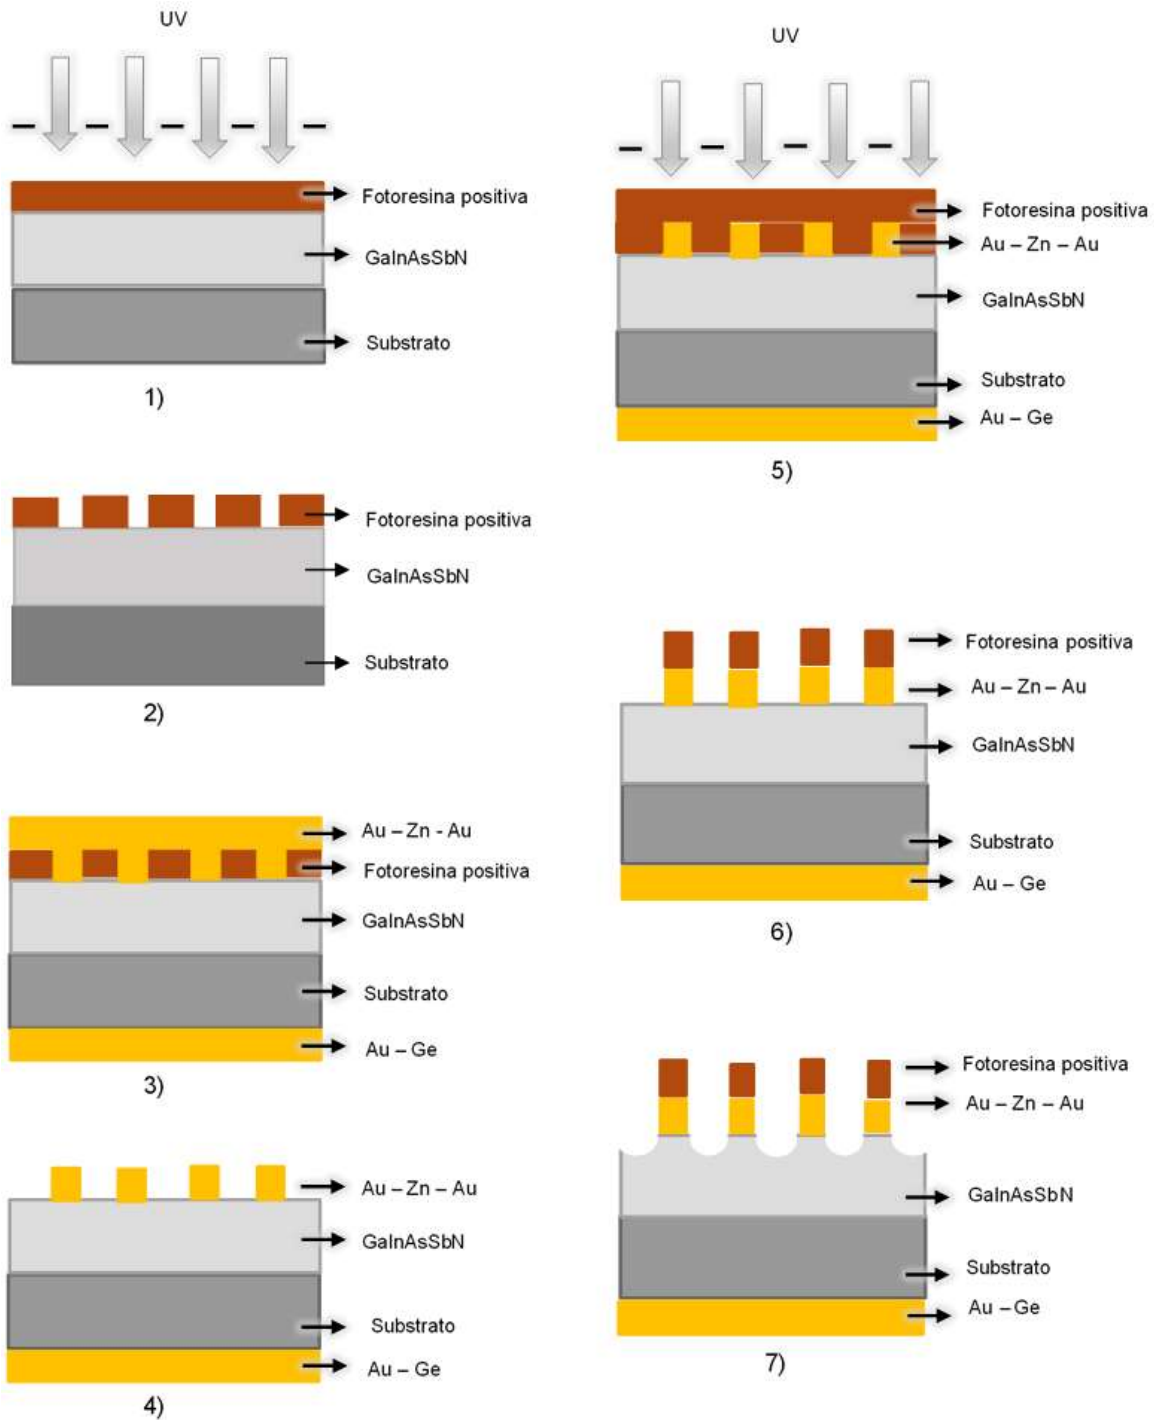 UV
Fotoresina positiva
GaInAsSbN
Substrato
1)
Fotoresina positiva
GaInAsSbN
Substrato
2)
Au – Zn - Au
Fotoresina positiva
GaInAsSbN
Substrato
Au – Ge
3)
Au – Zn – Au
GaInAsSbN
Substrato
Au – Ge
4)
UV
Fotoresina positiva
Au – Zn – Au
GaInAsSbN
Substrato
Au – Ge
5)
Fotoresina positiva
Au – Zn – Au
GaInAsSbN
Substrato
Au – Ge
6)
Fotoresina positiva
Au – Zn – Au
GaInAsSbN
Substrato
Au – Ge
7)